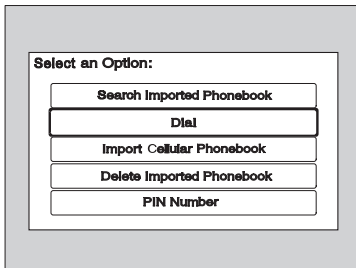 Select an Option:
Search Imported Phonebook
Dial
Import Cellular Phonebook
Delete Imported Phonebook
PIN Number